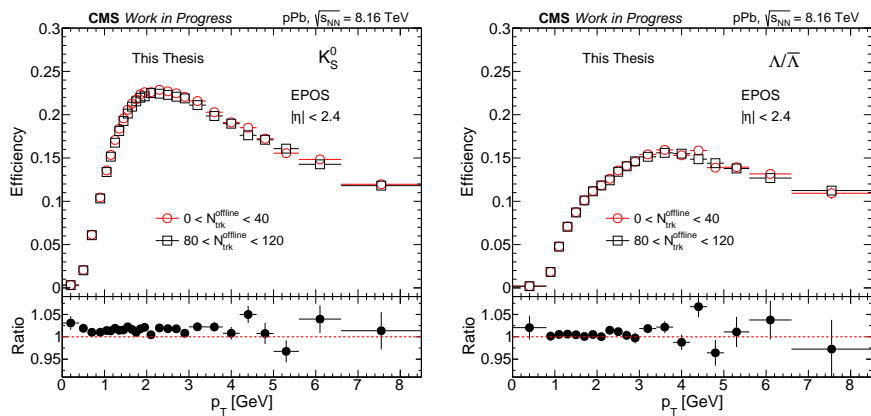 CMS Work in Progress pPb, √s_NN = 8.16 TeV
This Thesis K_S^0
EPOS
|η| < 2.4
Efficiency
0.3
0.25
0.2
0.15
0.1
0.05
0
0 < N_trk^offline < 40
80 < N_trk^offline < 120
Ratio
1.05
1
0.95
0 1 2 3 4 5 6 7 8
p_T [GeV]
CMS Work in Progress pPb, √s_NN = 8.16 TeV
This Thesis Λ/Λ̅
EPOS
|η| < 2.4
Efficiency
0.3
0.25
0.2
0.15
0.1
0.05
0
0 < N_trk^offline < 40
80 < N_trk^offline < 120
Ratio
1.05
1
0.95
0 1 2 3 4 5 6 7 8
p_T [GeV]